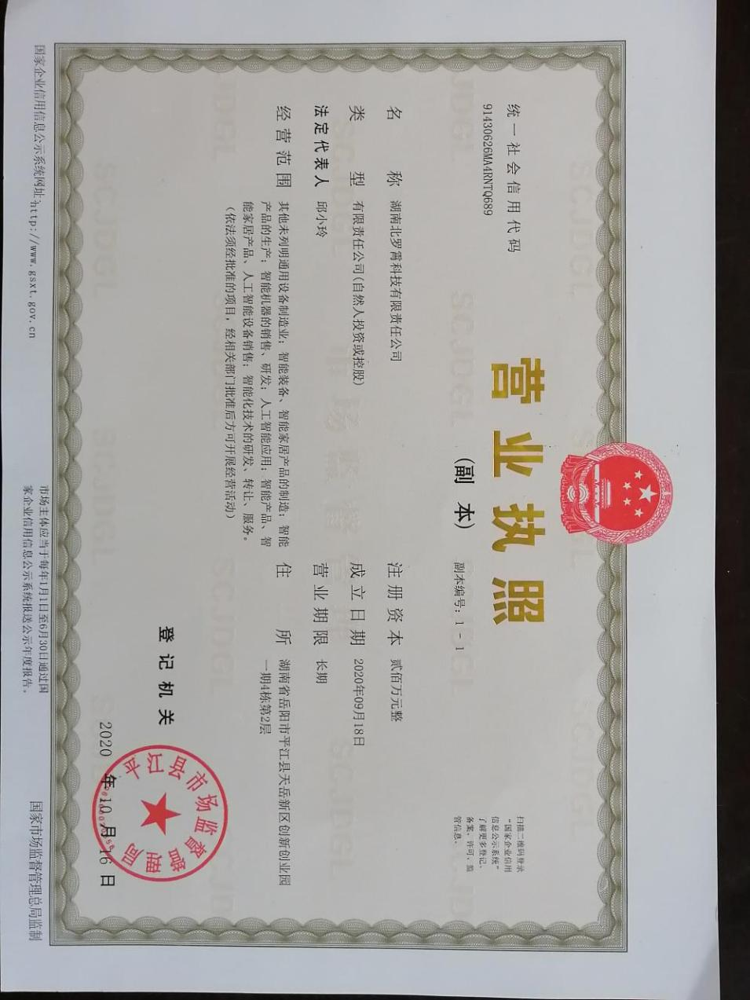 营业执照
(副 本)
副本编号：1－1
统一社会信用代码
91430626MA4RNTQ689
扫描二维码登录
“国家企业信用
信息公示系统”
了解更多登记、
备案、许可、监
管信息。
名 称 湖南北罗霄科技有限责任公司
类 型 有限责任公司(自然人投资或控股)
法定代表人 邱小玲
经营范围 其他未列明通用设备制造业；智能装备、智能家居产品的制造；智能
产品的生产；智能机器的销售、研发；人工智能应用；智能产品、智
能家居产品、人工智能设备销售；智能化技术的研发、转让、服务。
（依法须经批准的项目，经相关部门批准后方可开展经营活动）
注册资本 贰佰万元整
成立日期 2020年09月18日
营业期限 长期
住 所 湖南省岳阳市平江县天岳新区创新创业园
一期4栋第2层
登记机关
平江县市场监督管理局
2020 年 10 月 16 日
国家企业信用信息公示系统网址:http://www.gsxt.gov.cn
市场主体应当于每年1月1日至6月30日通过国
家企业信用信息公示系统报送公示年度报告。
国家市场监督管理总局监制